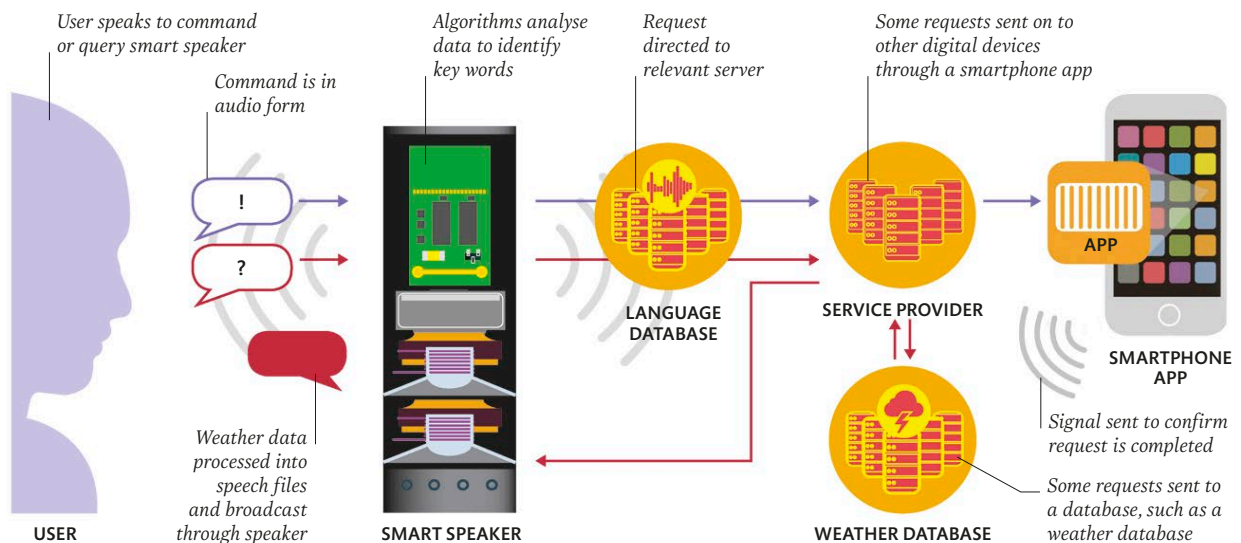 User speaks to command
or query smart speaker
Command is in
audio form
Algorithms analyse
data to identify
key words
Request
directed to
relevant server
Some requests sent on to
other digital devices
through a smartphone app
!
?
APP
LANGUAGE
DATABASE
SERVICE PROVIDER
SMARTPHONE
APP
Signal sent to confirm
request is completed
Weather data
processed into
speech files
and broadcast
through speaker
Some requests sent to
a database, such as a
weather database
USER
SMART SPEAKER
WEATHER DATABASE